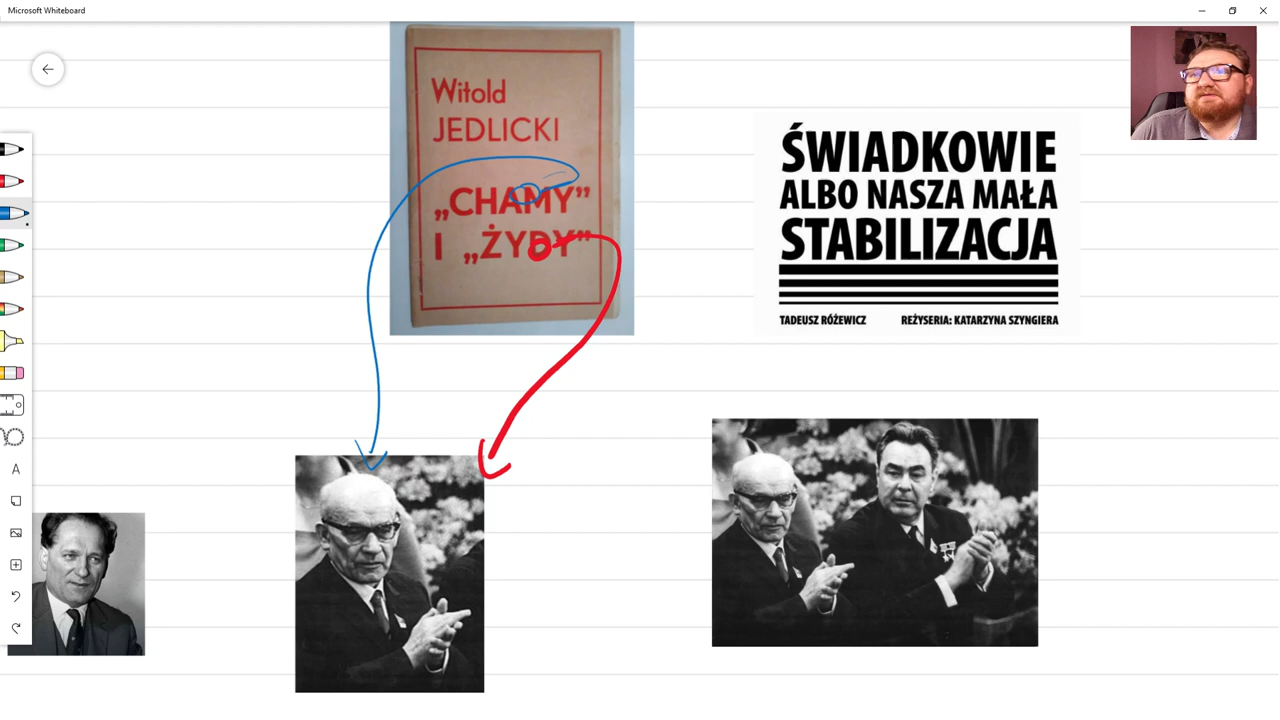 Microsoft Whiteboard
Witold
JEDLICKI
„CHAMY”
I „ŻYDY”
ŚWIADKOWIE
ALBO NASZA MAŁA
STABILIZACJA
TADEUSZ RÓŻEWICZ REŻYSERIA: KATARZYNA SZYNGIERA
A